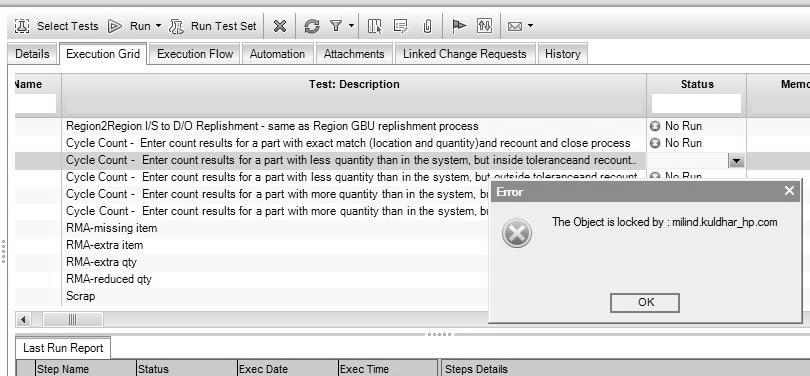 Select Tests Run Run Test Set
Details Execution Grid Execution Flow Automation Attachments Linked Change Requests History
Name Test: Description Status Memo
Region2Region I/S to D/O Replishment - same as Region GBU replishment process No Run
Cycle Count - Enter count results for a part with exact match (location and quantity)and recount and close process No Run
Cycle Count - Enter count results for a part with less quantity than in the system, but inside toleranceand recount..
Cycle Count - Enter count results for a part with less quantity than in the system, but outside toleranceand recount No Run
Cycle Count - Enter count results for a part with more quantity than in the system, bu
Cycle Count - Enter count results for a part with more quantity than in the system, bu
RMA-missing item
RMA-extra item
RMA-extra qty
RMA-reduced qty
Scrap
Error
The Object is locked by : milind.kuldhar_hp.com
OK
Last Run Report
Step Name Status Exec Date Exec Time Steps Details